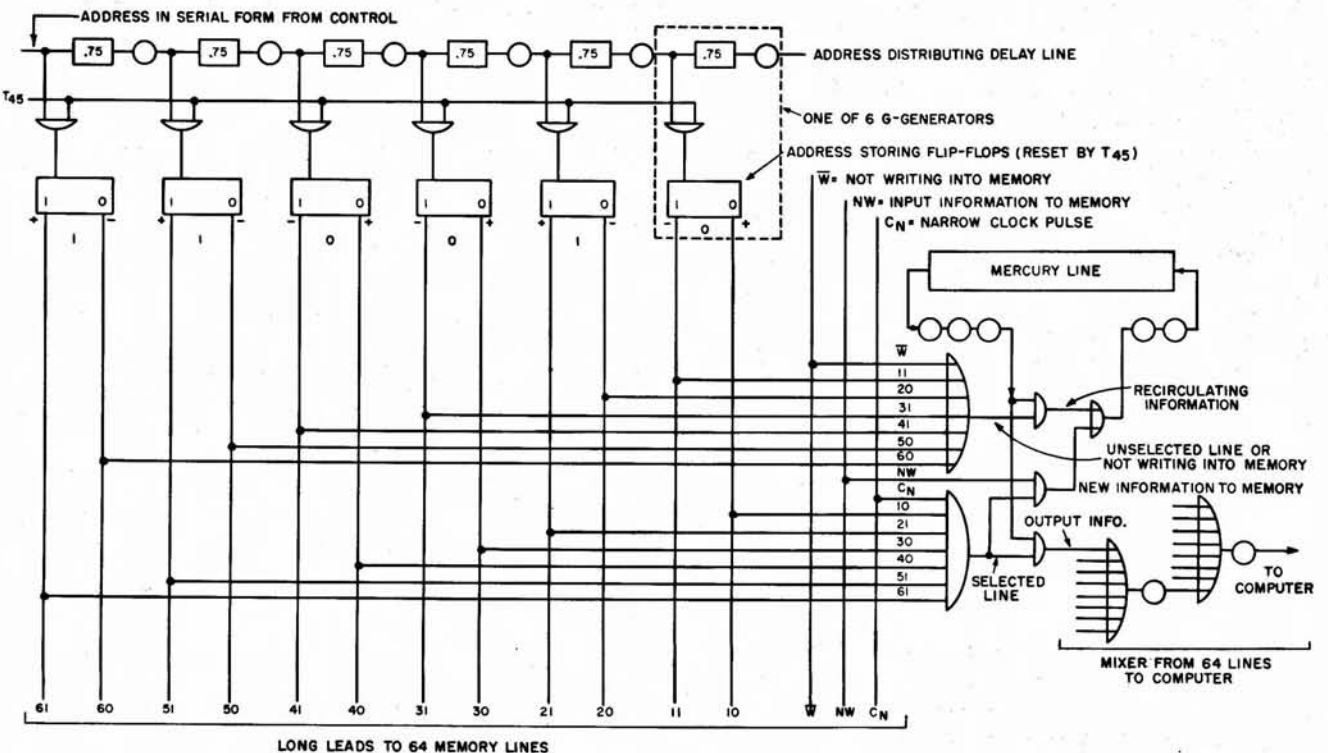 ADDRESS IN SERIAL FORM FROM CONTROL
.75 .75 .75 .75 .75 .75
ADDRESS DISTRIBUTING DELAY LINE
T45
ONE OF 6 G-GENERATORS
ADDRESS STORING FLIP-FLOPS (RESET BY T45)
W̅= NOT WRITING INTO MEMORY
1 0 1 0 1 0 1 0 1 0 1 0
NW= INPUT INFORMATION TO MEMORY
+ - + - - + - + + - - +
CN= NARROW CLOCK PULSE
1 1 0 0 1 0
MERCURY LINE
W̅
11
20
31
41
50
60
NW
CN
10
21
30
40
51
61
RECIRCULATING
INFORMATION
UNSELECTED LINE OR
NOT WRITING INTO MEMORY
NEW INFORMATION TO MEMORY
OUTPUT INFO.
SELECTED
LINE
TO
COMPUTER
MIXER FROM 64 LINES
TO COMPUTER
61 60 51 50 41 40 31 30 21 20 11 10 W̅ NW CN
LONG LEADS TO 64 MEMORY LINES